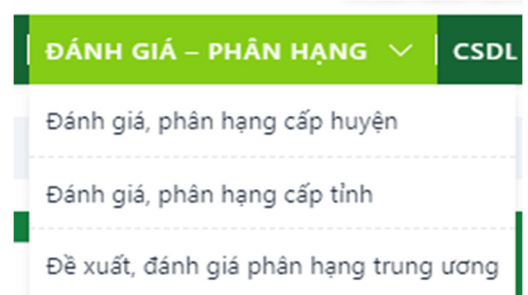 ĐÁNH GIÁ – PHÂN HẠNG CSDL
Đánh giá, phân hạng cấp huyện
Đánh giá, phân hạng cấp tỉnh
Đề xuất, đánh giá phân hạng trung ương